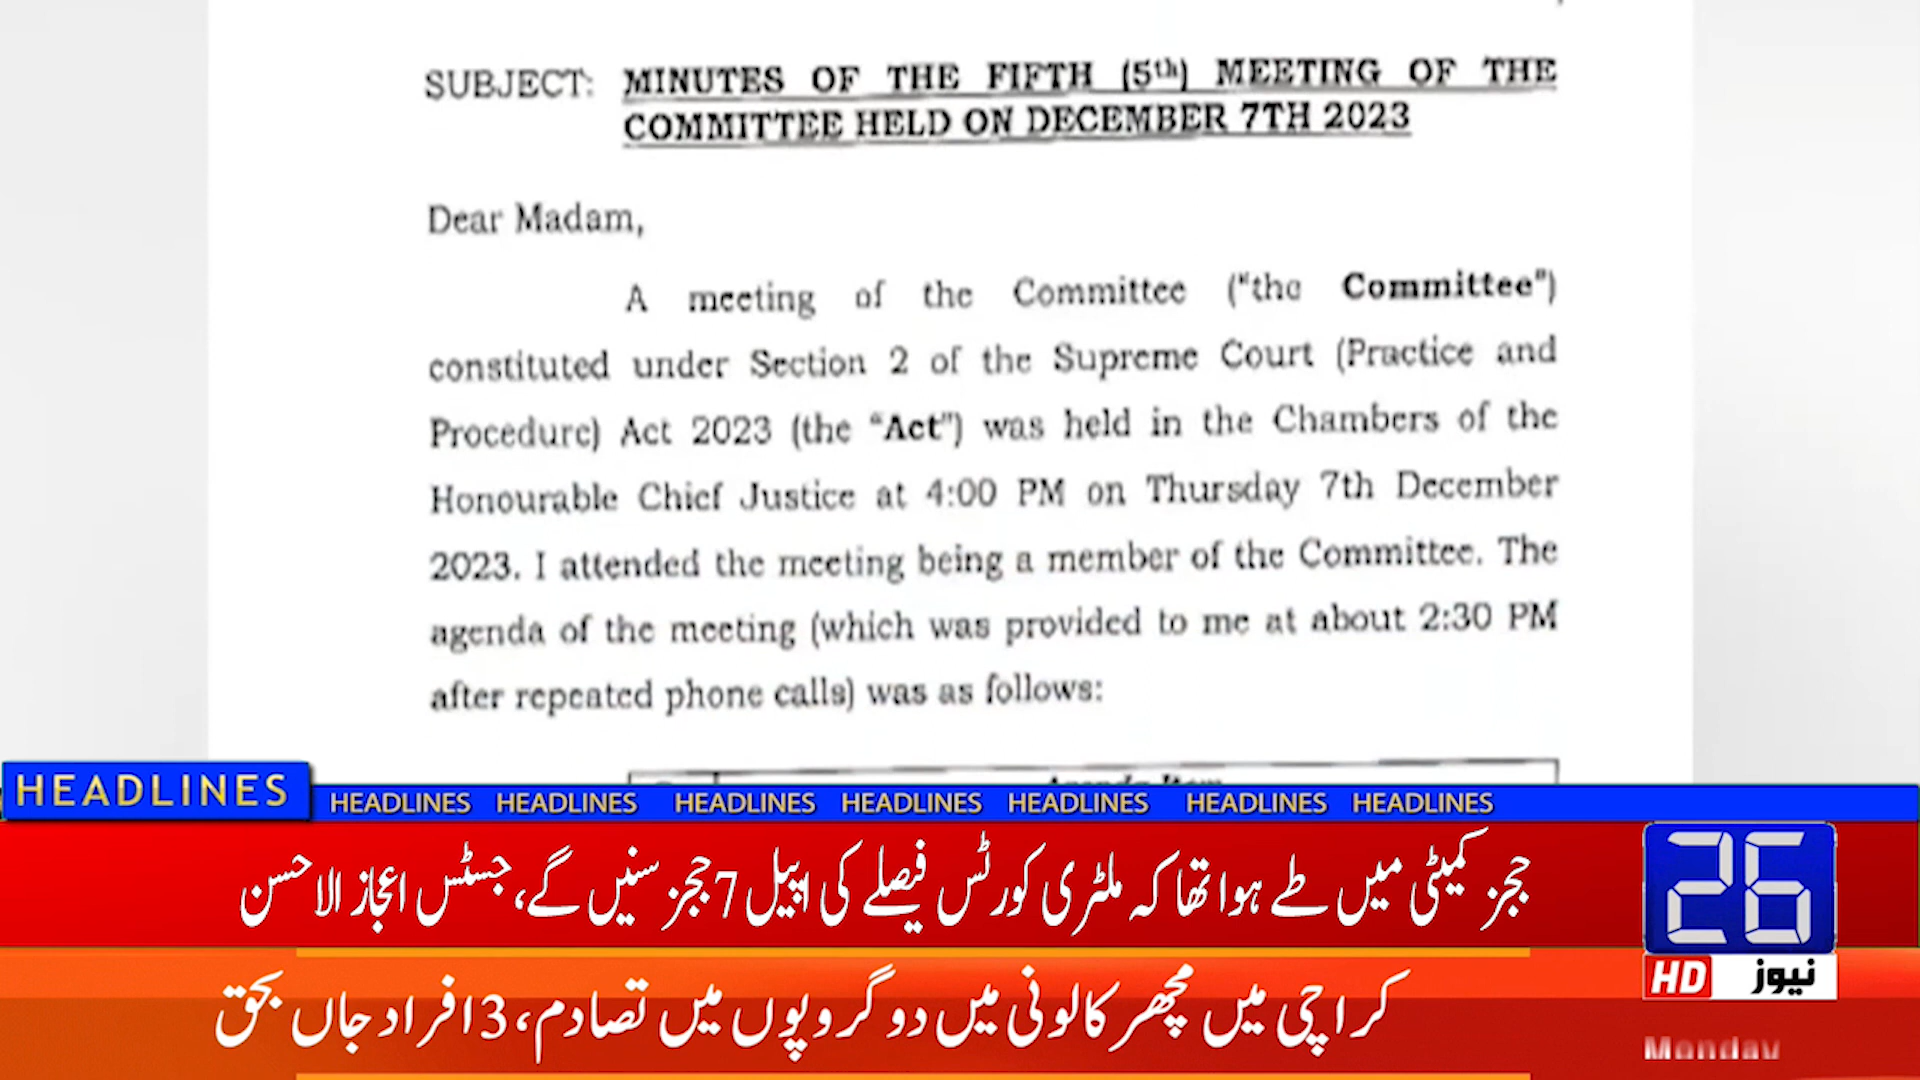 SUBJECT: MINUTES OF THE FIFTH (5th) MEETING OF THE
COMMITTEE HELD ON DECEMBER 7TH 2023
Dear Madam,
A meeting of the Committee ("the Committee")
constituted under Section 2 of the Supreme Court (Practice and
Procedure) Act 2023 (the "Act") was held in the Chambers of the
Honourable Chief Justice at 4:00 PM on Thursday 7th December
2023. I attended the meeting being a member of the Committee. The
agenda of the meeting (which was provided to me at about 2:30 PM
after repeated phone calls) was as follows:
Agenda Item
HEADLINES
HEADLINES HEADLINES HEADLINES HEADLINES HEADLINES HEADLINES HEADLINES
ججز کمیٹی میں طے ہوا تھا کہ ملٹری کورٹس فیصلے کی اپیل 7 ججز سنیں گے، جسٹس اعجاز الاحسن
کراچی میں مچھر کالونی میں دو گروپوں میں تصادم، 3 افراد جاں بحق
26
HD نیوز
Monday